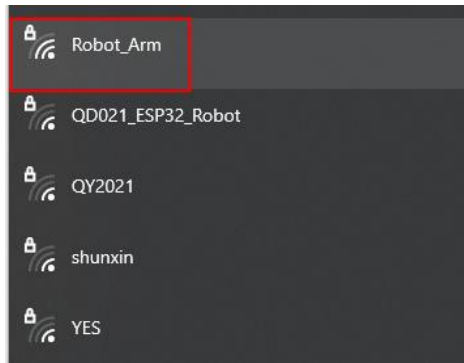 Robot_Arm
QD021_ESP32_Robot
QY2021
shunxin
YES